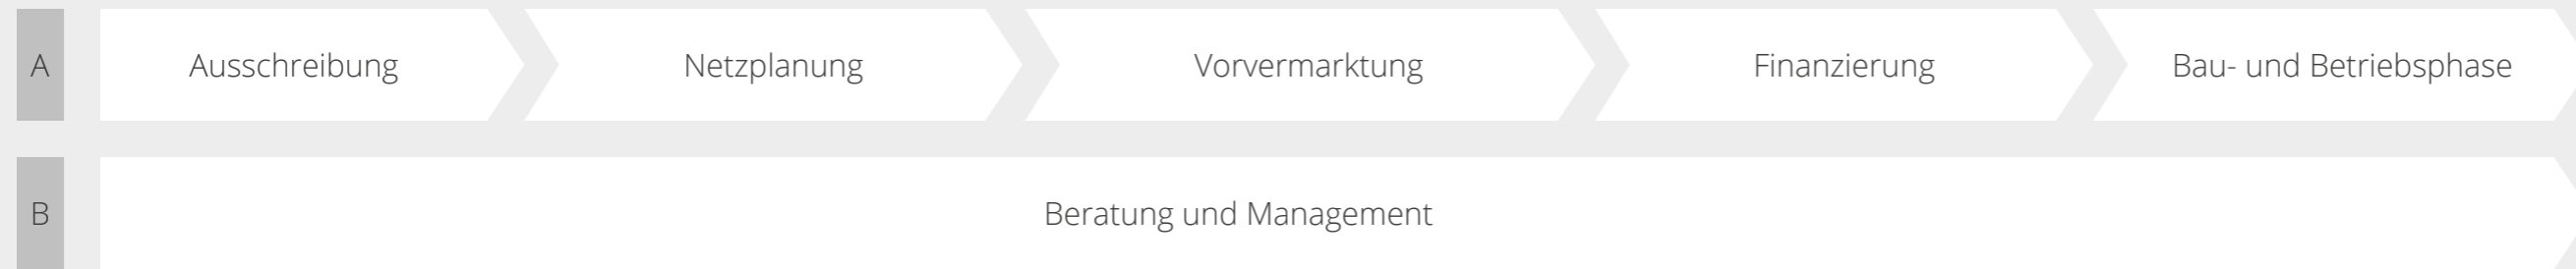 A
Ausschreibung
Netzplanung
Vorvermarktung
Finanzierung
Bau- und Betriebsphase
B
Beratung und Management